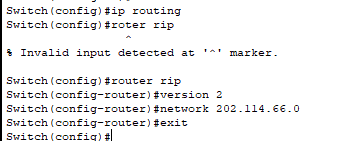 Switch(config)#ip routing
Switch(config)#roter rip
^
% Invalid input detected at '^' marker.
Switch(config)#router rip
Switch(config-router)#version 2
Switch(config-router)#network 202.114.66.0
Switch(config-router)#exit
Switch(config)#